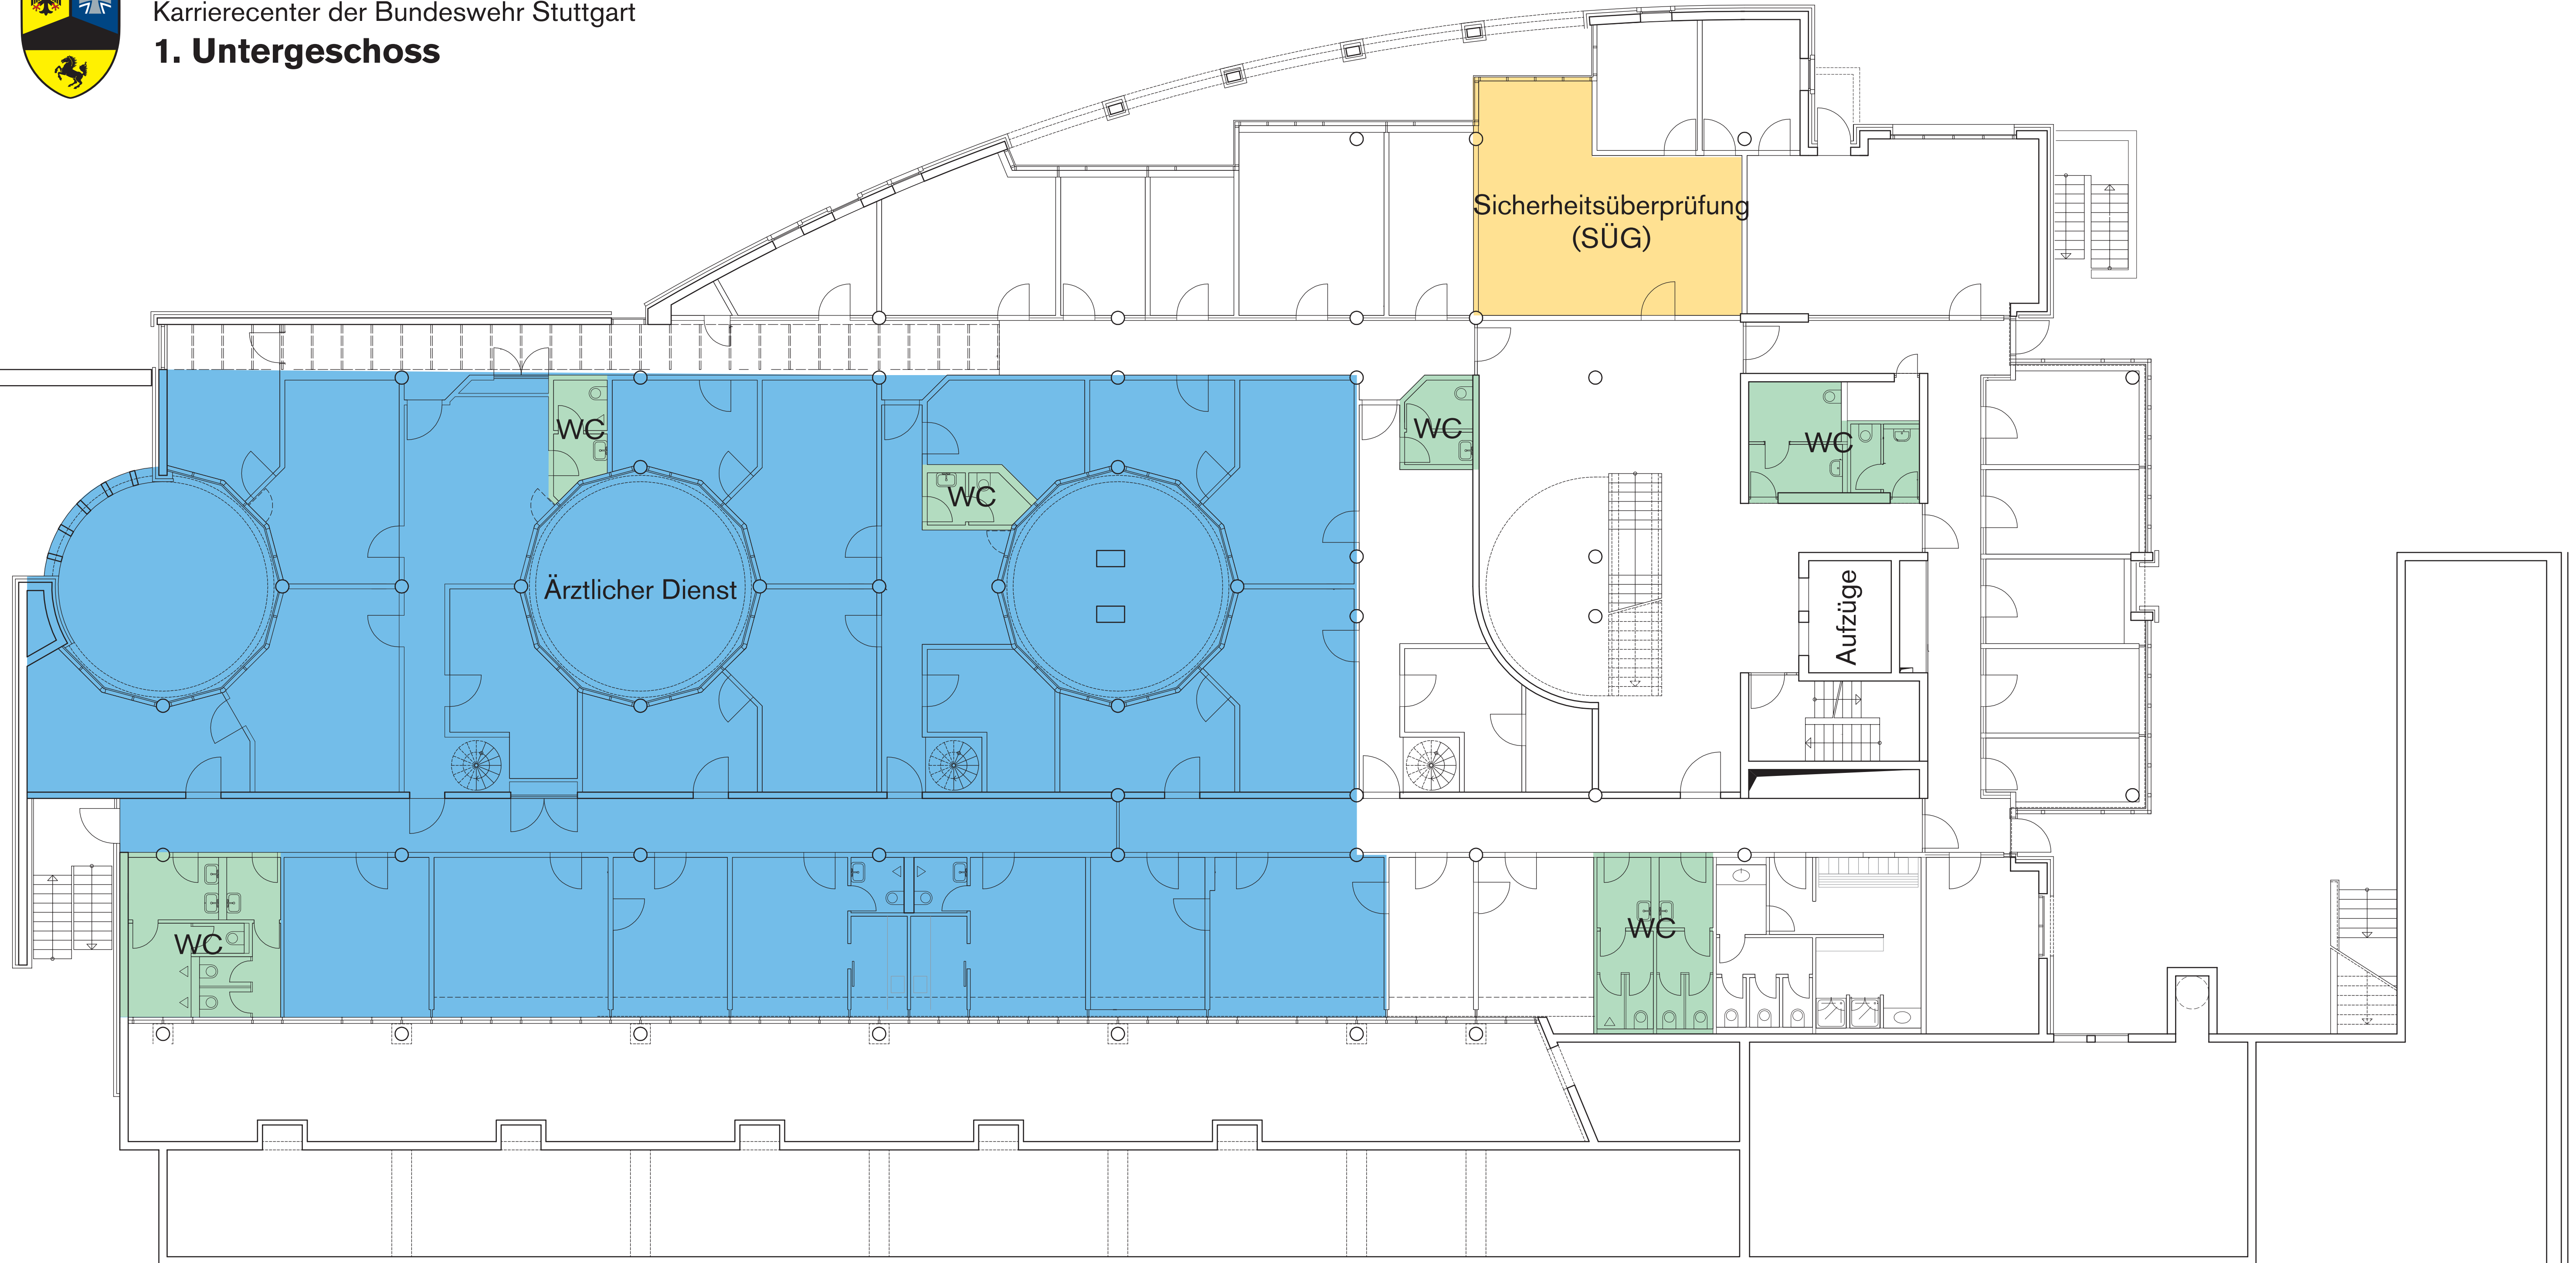 Karrierecenter der Bundeswehr Stuttgart
1. Untergeschoss
Sicherheitsüberprüfung
(SÜG)
WC
WC
WC
WC
Ärztlicher Dienst
Aufzüge
WC
WC